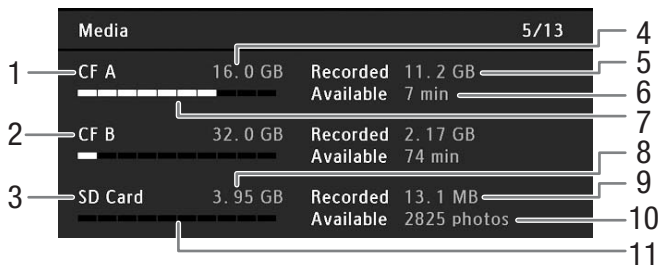 Media 5/13 4
1 CF A 16.0 GB Recorded 11.2 GB 5
Available 7 min 6
7
2 CF B 32.0 GB Recorded 2.17 GB
Available 74 min 8
3 SD Card 3.95 GB Recorded 13.1 MB 9
Available 2825 photos 10
11